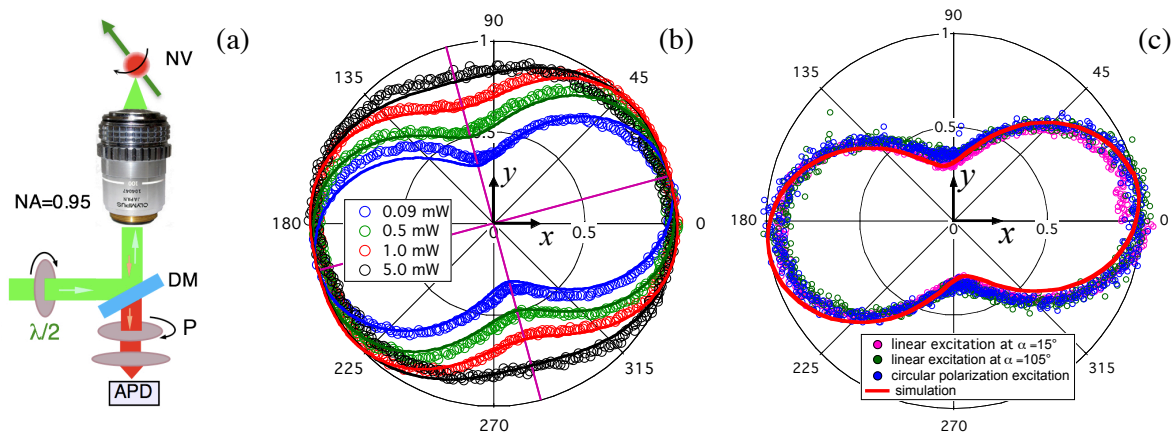 (a)
NV
NA=0.95
DM
λ/2
P
APD
(b)
90
1
135
45
0.5
y
180
0
x
0
0.5
0.09 mW
0.5 mW
1.0 mW
5.0 mW
225
315
270
(c)
90
1
135
45
0.5
y
180
0
x
0
0.5
225
315
270
linear excitation at α =15°
linear excitation at α =105°
circular polarization excitation
simulation